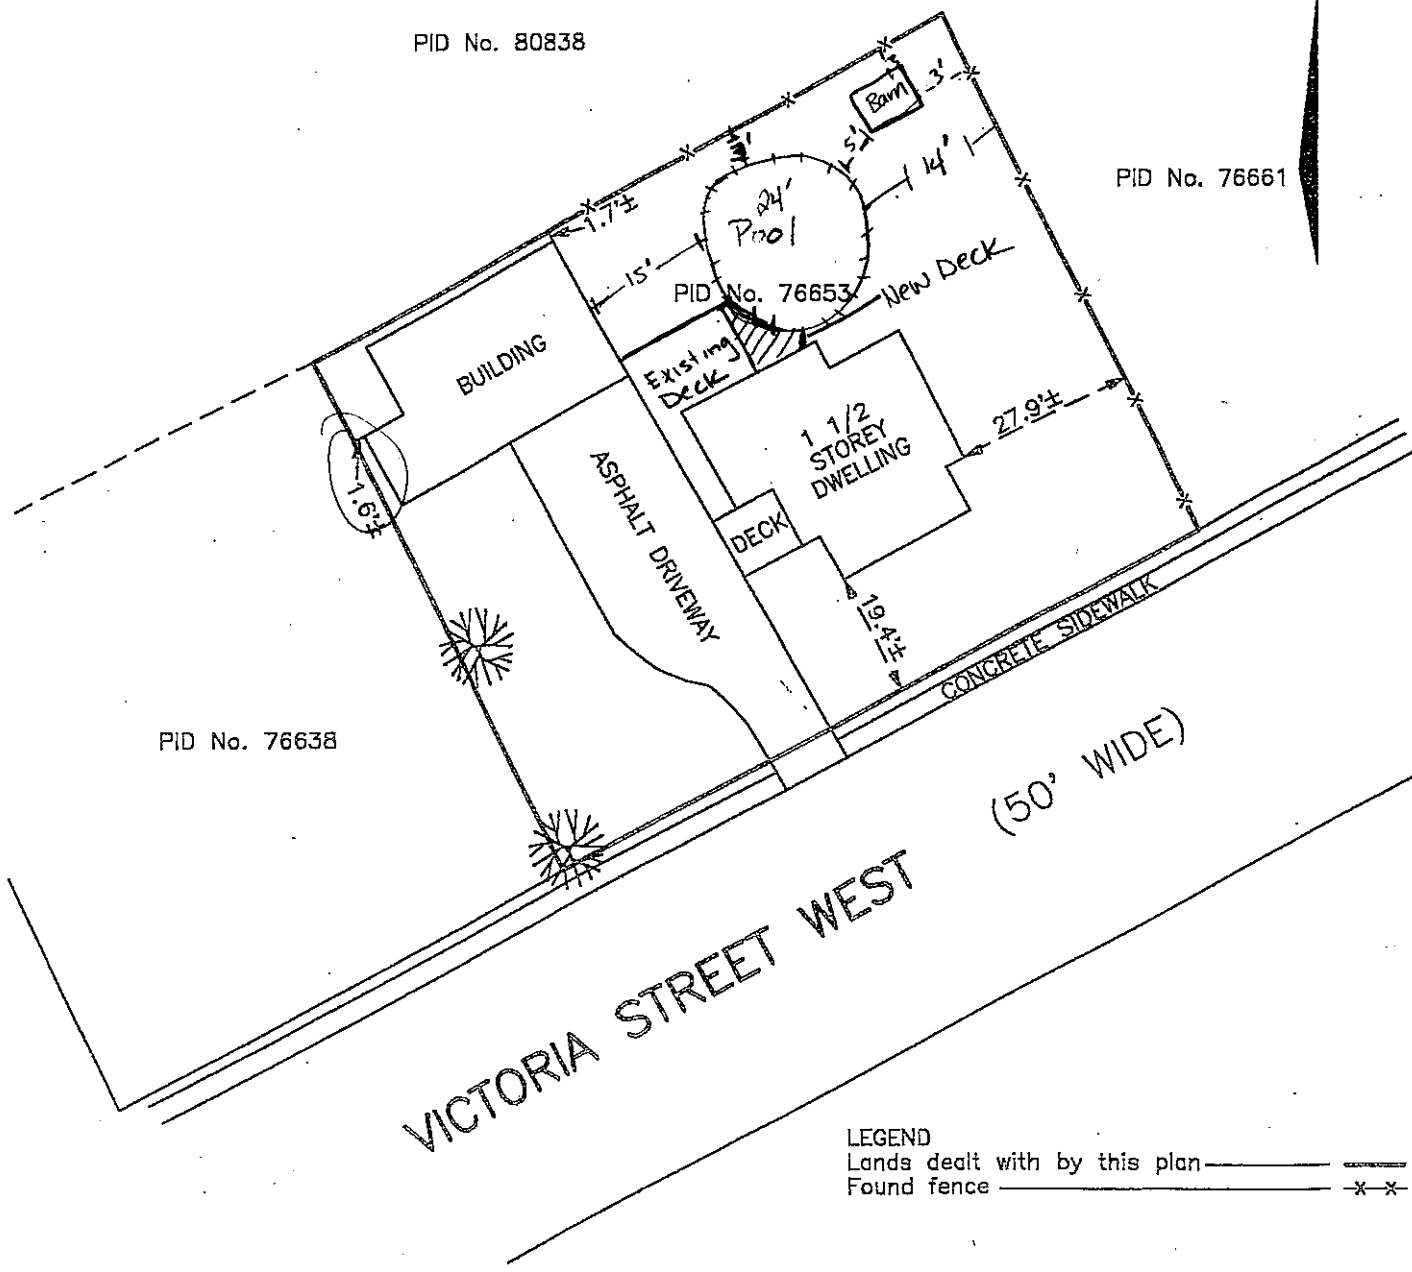 PID No. 80838
Barn
3'
3'
PID No. 76661
5'
14'
24'
Pool
1.7'±
15'
PID No. 76653
New Deck
BUILDING
Existing
Deck
1 1/2
STOREY
DWELLING
27.9'±
1.6'±
ASPHALT DRIVEWAY
DECK
19.4'±
CONCRETE SIDEWALK
PID No. 76638
(50' WIDE)
VICTORIA STREET WEST
LEGEND
Lands dealt with by this plan
Found fence